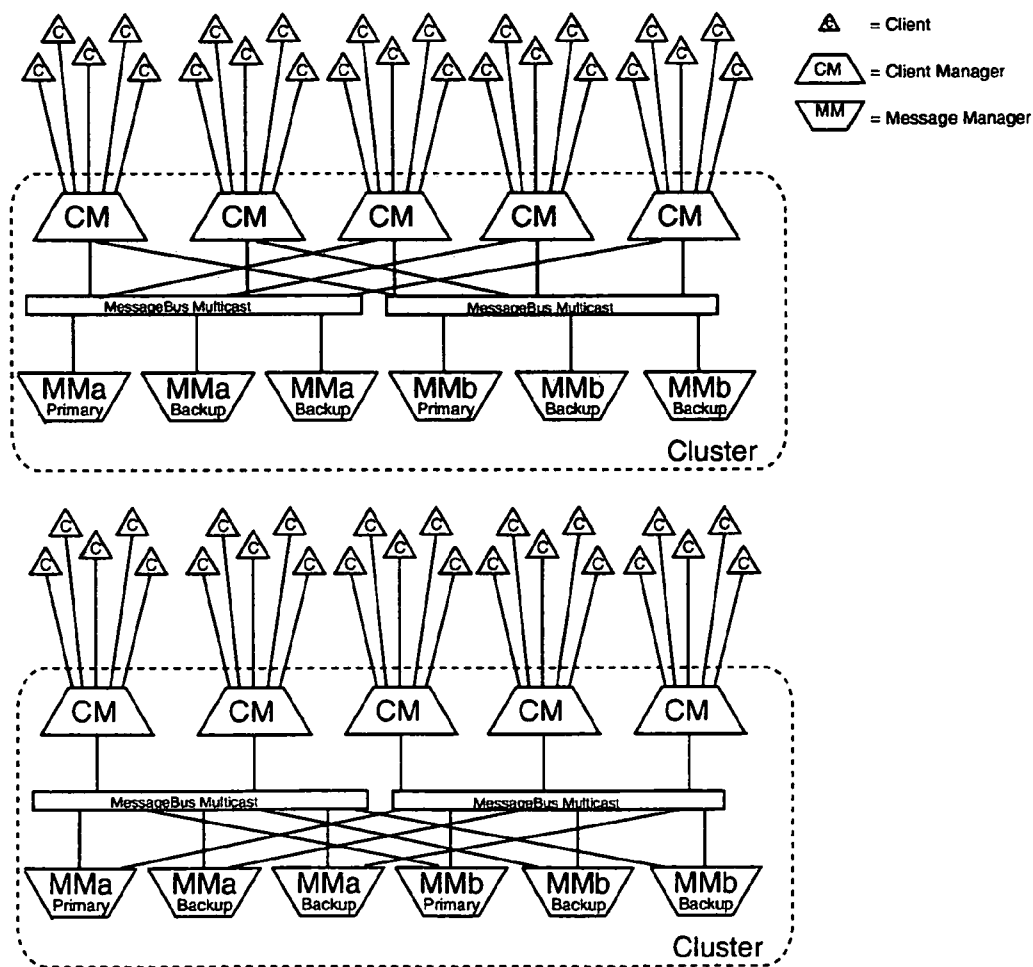 C C C C C C C C C C
C C C C C C C C C C C C C C C
CM CM CM CM CM
MessageBus Multicast MessageBus Multicast
MMa MMa MMa MMb MMb MMb
Primary Backup Backup Primary Backup Backup
Cluster
C = Client
CM = Client Manager
MM = Message Manager
C C C C C C C C C C
C C C C C C C C C C C C C C C
CM CM CM CM CM
MessageBus Multicast MessageBus Multicast
MMa MMa MMa MMb MMb MMb
Primary Backup Backup Primary Backup Backup
Cluster